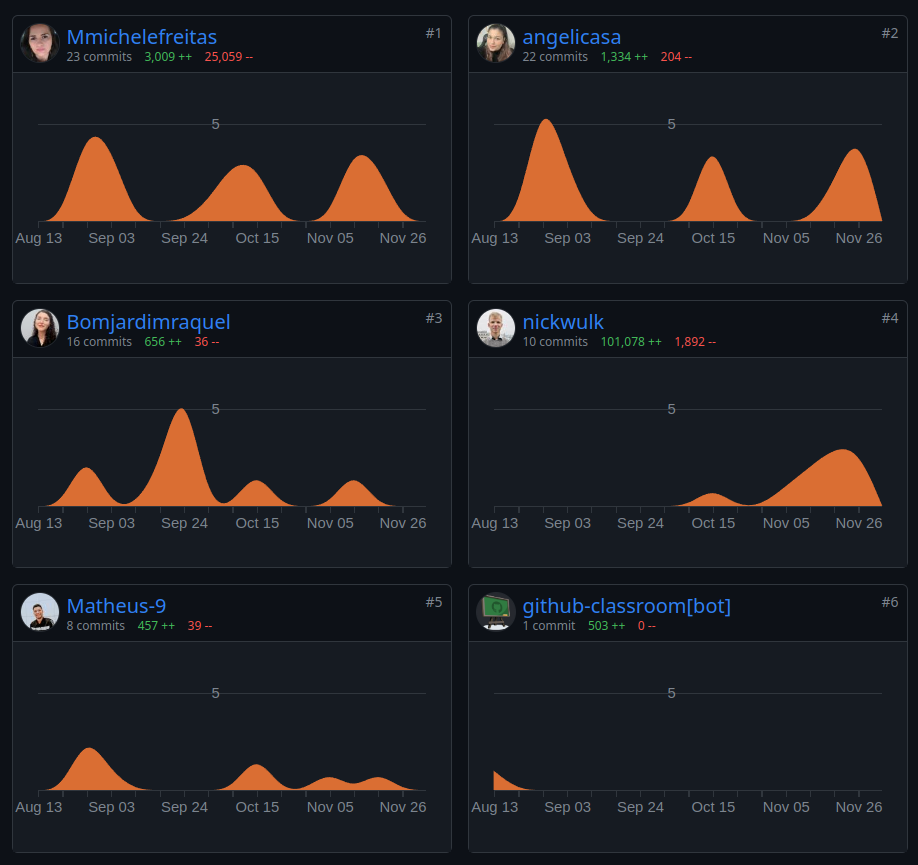 Mmichelefreitas #1
23 commits 3,009 ++ 25,059 --
5
Aug 13 Sep 03 Sep 24 Oct 15 Nov 05 Nov 26
angelicasa #2
22 commits 1,334 ++ 204 --
5
Aug 13 Sep 03 Sep 24 Oct 15 Nov 05 Nov 26
Bomjardimraquel #3
16 commits 656 ++ 36 --
5
Aug 13 Sep 03 Sep 24 Oct 15 Nov 05 Nov 26
nickwulk #4
10 commits 101,078 ++ 1,892 --
5
Aug 13 Sep 03 Sep 24 Oct 15 Nov 05 Nov 26
Matheus-9 #5
8 commits 457 ++ 39 --
5
Aug 13 Sep 03 Sep 24 Oct 15 Nov 05 Nov 26
github-classroom[bot] #6
1 commit 503 ++ 0 --
5
Aug 13 Sep 03 Sep 24 Oct 15 Nov 05 Nov 26